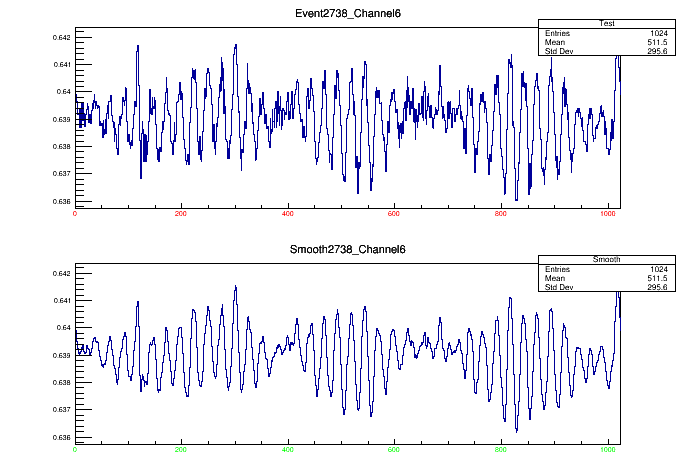 Event2738_Channel6
Test
Entries 1024
Mean 511.5
Std Dev 295.6
0.642
0.641
0.64
0.639
0.638
0.637
0.636
0 200 400 600 800 1000
Smooth2738_Channel6
Smooth
Entries 1024
Mean 511.5
Std Dev 295.6
0.642
0.641
0.64
0.639
0.638
0.637
0.636
0 200 400 600 800 1000